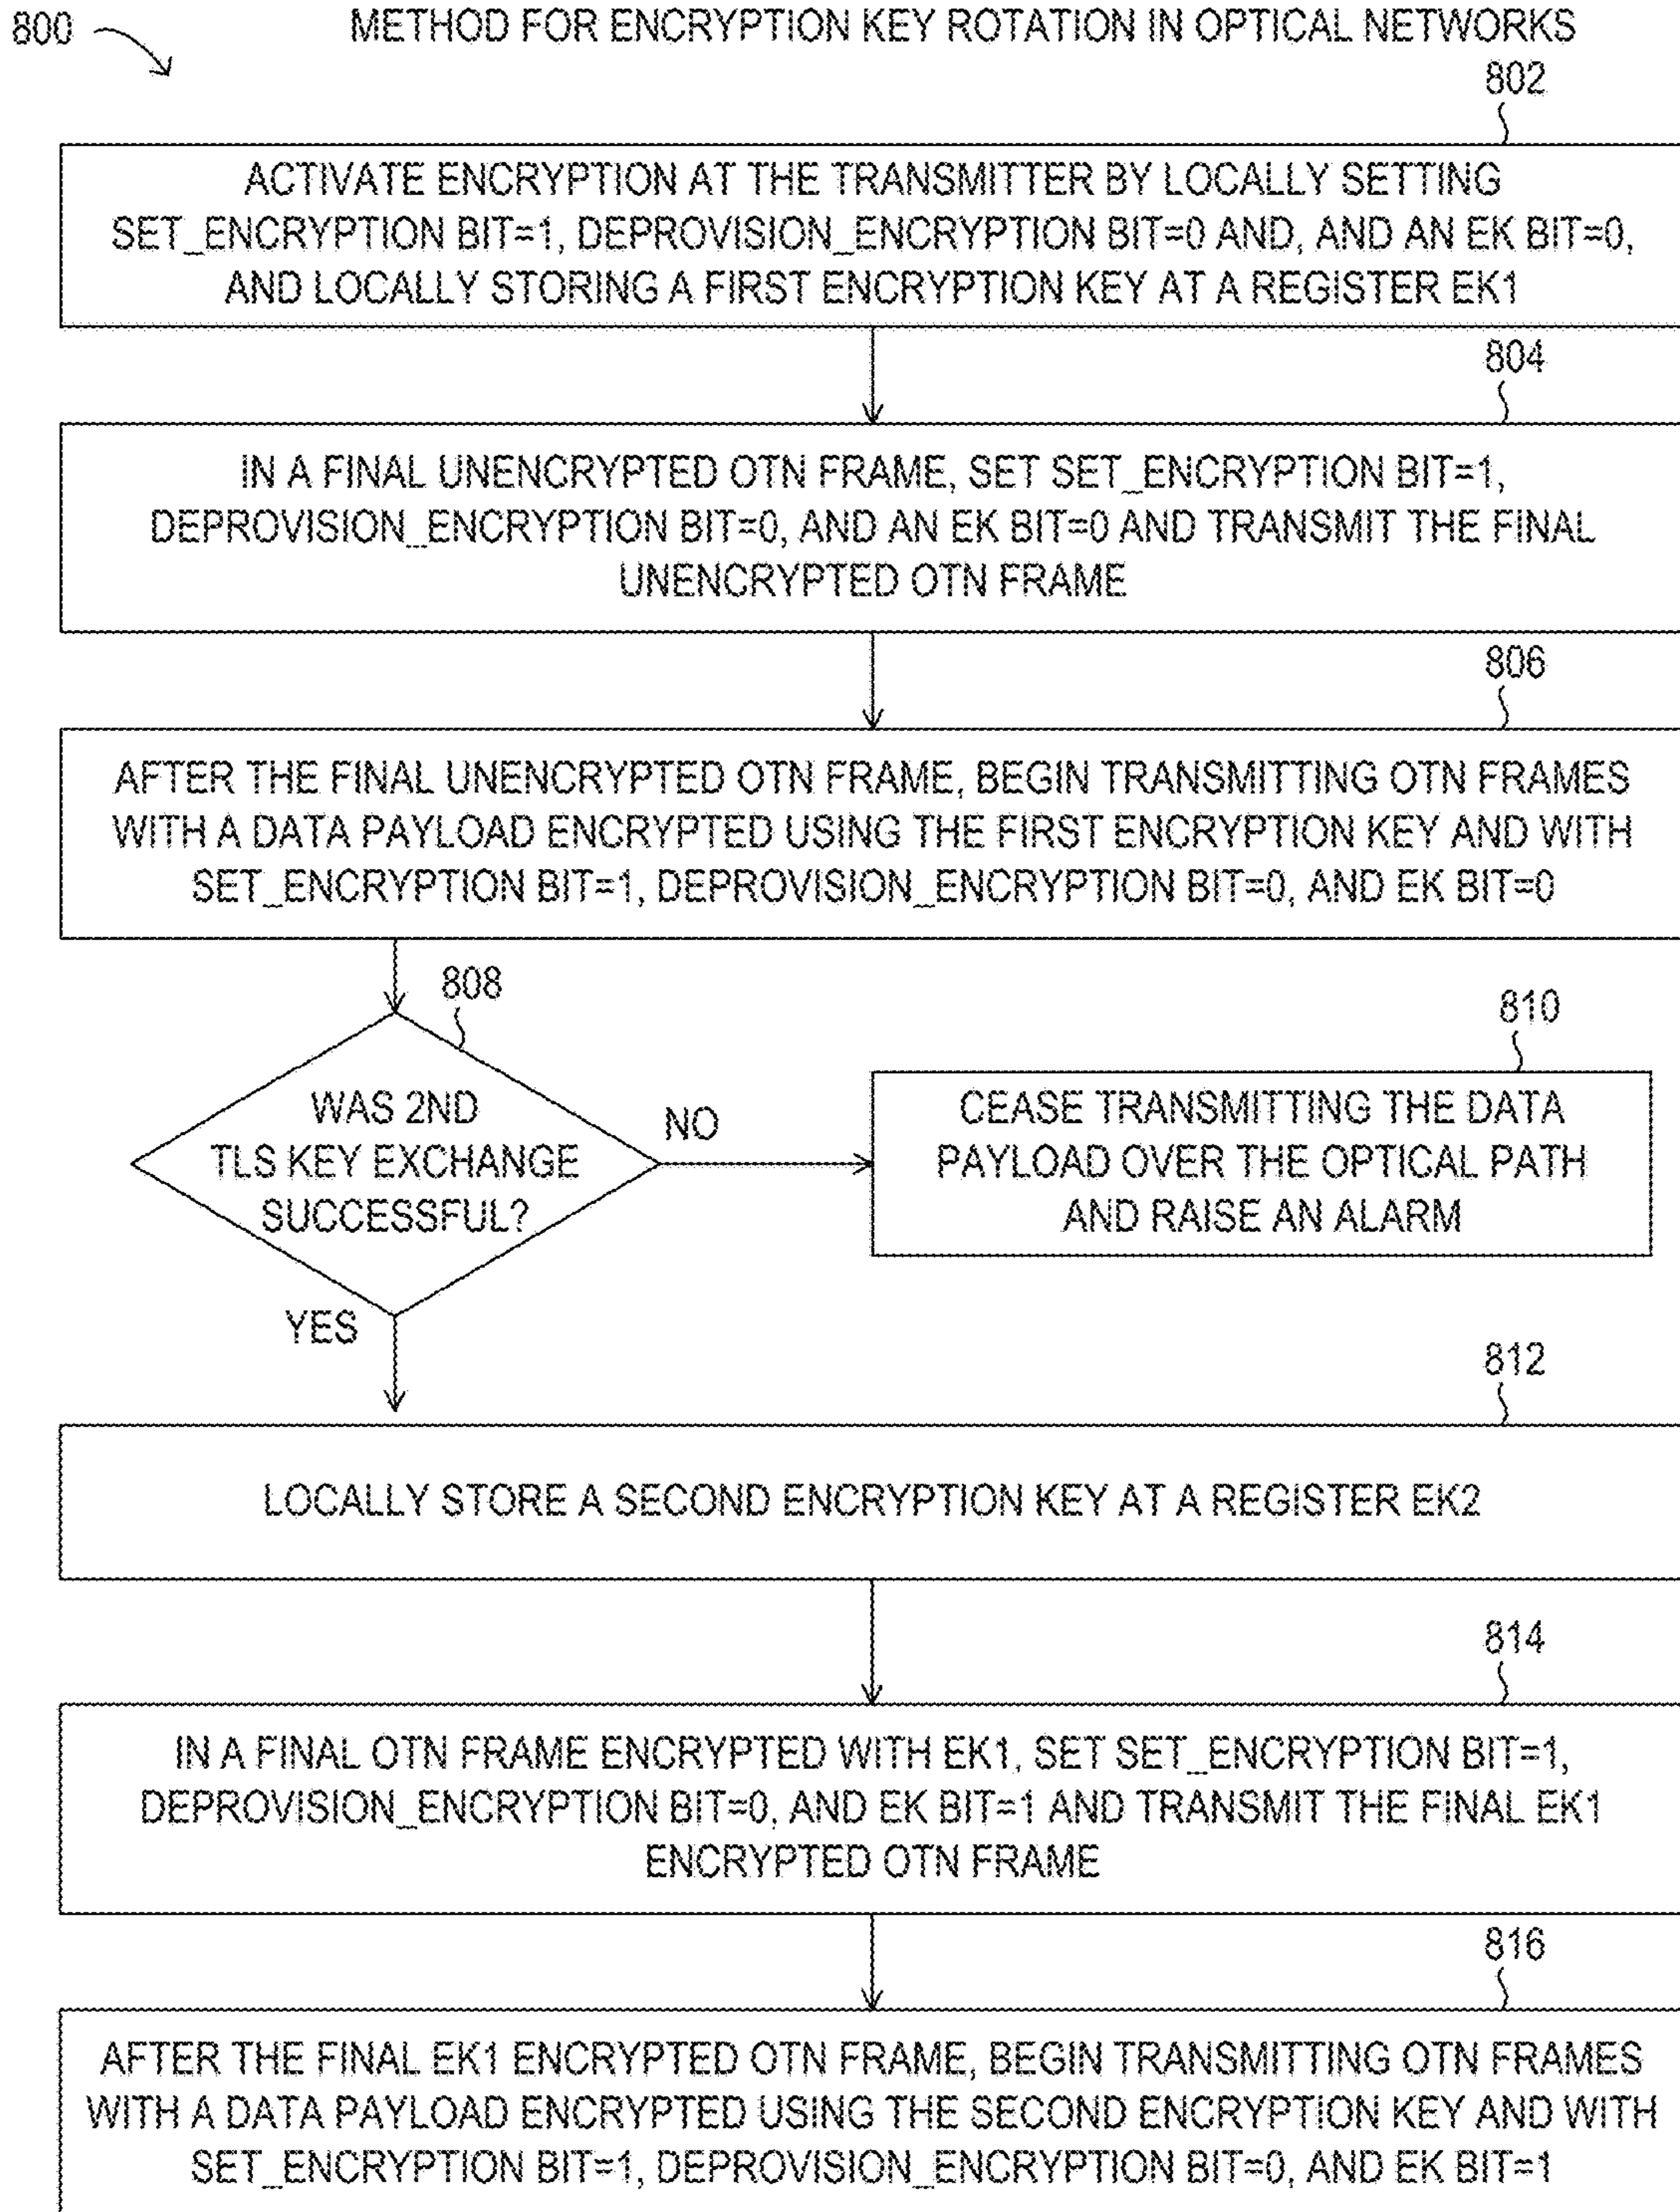 800
METHOD FOR ENCRYPTION KEY ROTATION IN OPTICAL NETWORKS
802
ACTIVATE ENCRYPTION AT THE TRANSMITTER BY LOCALLY SETTING
SET_ENCRYPTION BIT=1, DEPROVISION_ENCRYPTION BIT=0 AND, AND AN EK BIT=0,
AND LOCALLY STORING A FIRST ENCRYPTION KEY AT A REGISTER EK1
804
IN A FINAL UNENCRYPTED OTN FRAME, SET SET_ENCRYPTION BIT=1,
DEPROVISION_ENCRYPTION BIT=0, AND AN EK BIT=0 AND TRANSMIT THE FINAL
UNENCRYPTED OTN FRAME
806
AFTER THE FINAL UNENCRYPTED OTN FRAME, BEGIN TRANSMITTING OTN FRAMES
WITH A DATA PAYLOAD ENCRYPTED USING THE FIRST ENCRYPTION KEY AND WITH
SET_ENCRYPTION BIT=1, DEPROVISION_ENCRYPTION BIT=0, AND EK BIT=0
808
WAS 2ND
TLS KEY EXCHANGE
SUCCESSFUL?
NO
810
CEASE TRANSMITTING THE DATA
PAYLOAD OVER THE OPTICAL PATH
AND RAISE AN ALARM
YES
812
LOCALLY STORE A SECOND ENCRYPTION KEY AT A REGISTER EK2
814
IN A FINAL OTN FRAME ENCRYPTED WITH EK1, SET SET_ENCRYPTION BIT=1,
DEPROVISION_ENCRYPTION BIT=0, AND EK BIT=1 AND TRANSMIT THE FINAL EK1
ENCRYPTED OTN FRAME
816
AFTER THE FINAL EK1 ENCRYPTED OTN FRAME, BEGIN TRANSMITTING OTN FRAMES
WITH A DATA PAYLOAD ENCRYPTED USING THE SECOND ENCRYPTION KEY AND WITH
SET_ENCRYPTION BIT=1, DEPROVISION_ENCRYPTION BIT=0, AND EK BIT=1